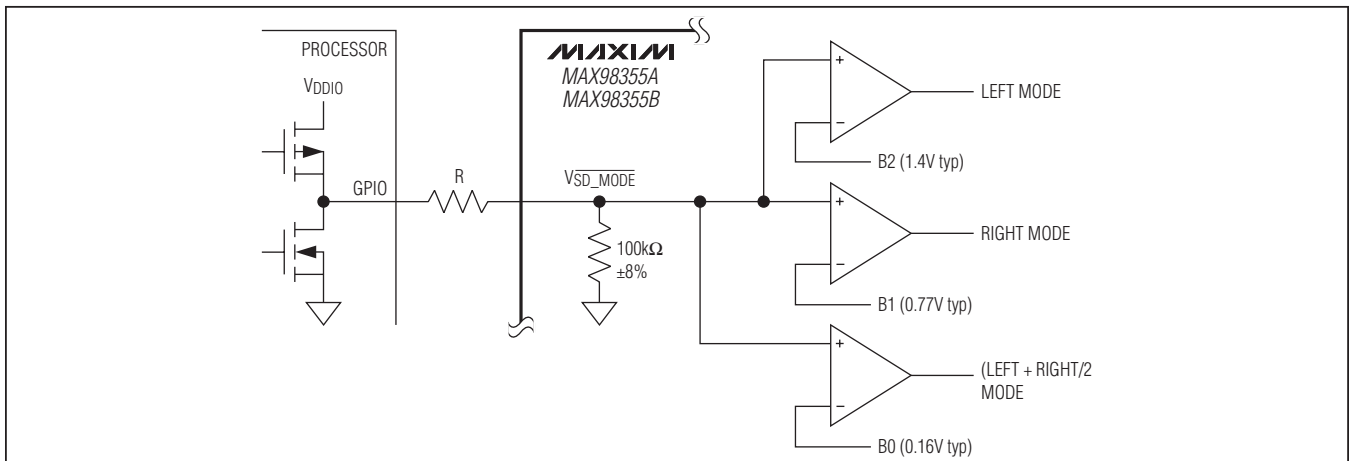 PROCESSOR
VDDIO
GPIO
R
MAXIM
MAX98355A
MAX98355B
VSD_MODE
100kΩ
±8%
+
−
LEFT MODE
B2 (1.4V typ)
+
−
RIGHT MODE
B1 (0.77V typ)
+
−
(LEFT + RIGHT/2
MODE
B0 (0.16V typ)